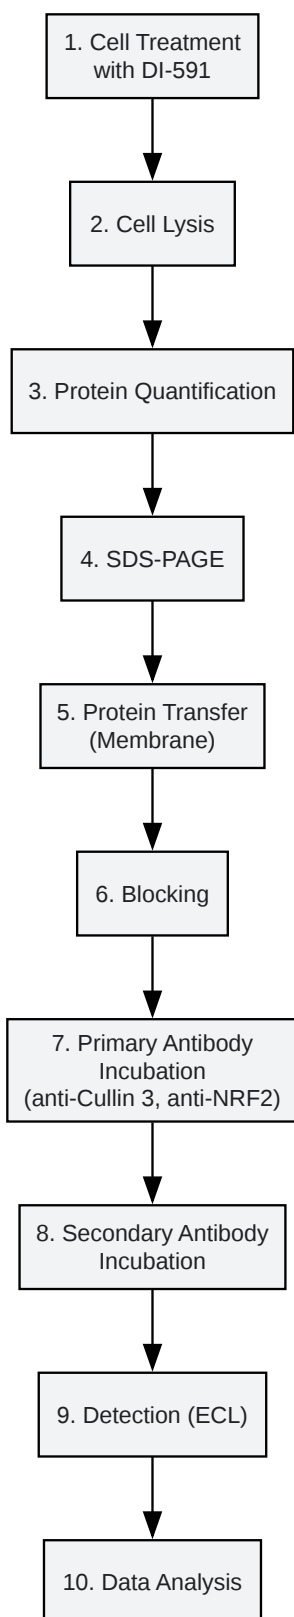 1. Cell Treatment
with DI-591
2. Cell Lysis
3. Protein Quantification
4. SDS-PAGE
5. Protein Transfer
(Membrane)
6. Blocking
7. Primary Antibody
Incubation
(anti-Cullin 3, anti-NRF2)
8. Secondary Antibody
Incubation
9. Detection (ECL)
10. Data Analysis